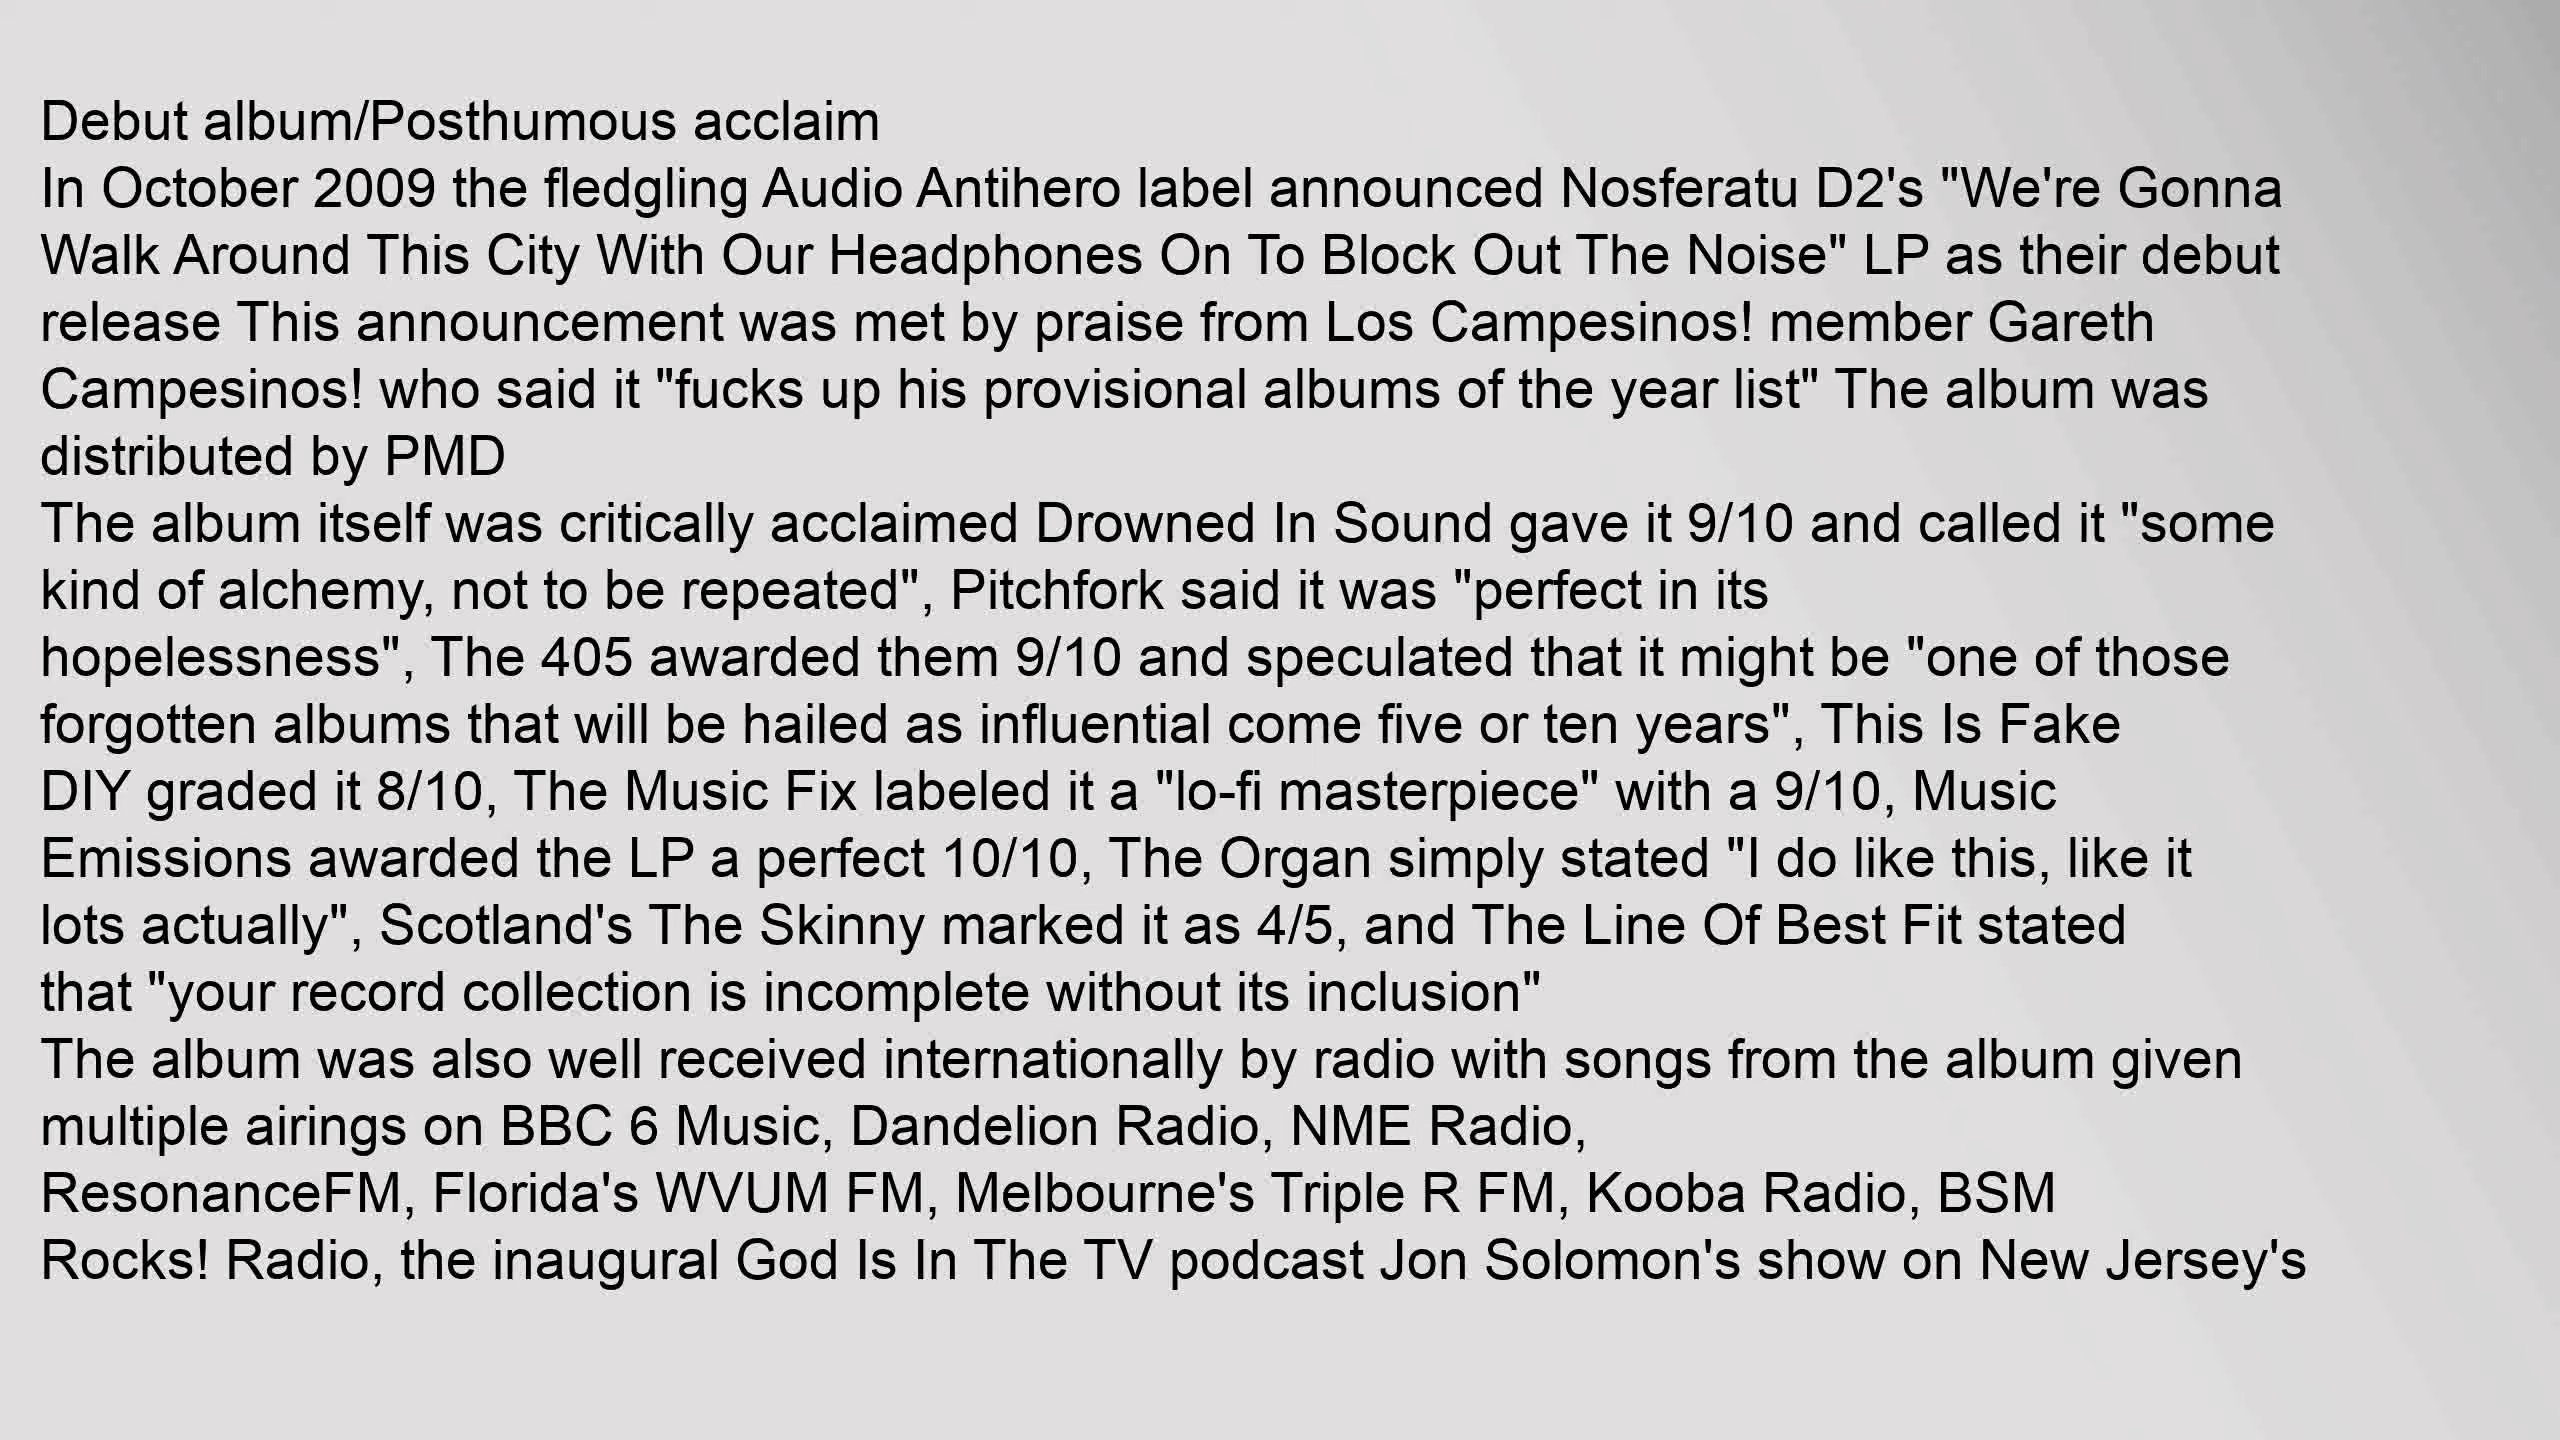 Debut album/Posthumous acclaim
In October 2009 the fledgling Audio Antihero label announced Nosferatu D2's "We're Gonna
Walk Around This City With Our Headphones On To Block Out The Noise" LP as their debut
release This announcement was met by praise from Los Campesinos! member Gareth
Campesinos! who said it "fucks up his provisional albums of the year list" The album was
distributed by PMD
The album itself was critically acclaimed Drowned In Sound gave it 9/10 and called it "some
kind of alchemy, not to be repeated", Pitchfork said it was "perfect in its
hopelessness", The 405 awarded them 9/10 and speculated that it might be "one of those
forgotten albums that will be hailed as influential come five or ten years", This Is Fake
DIY graded it 8/10, The Music Fix labeled it a "lo-fi masterpiece" with a 9/10, Music
Emissions awarded the LP a perfect 10/10, The Organ simply stated "I do like this, like it
lots actually", Scotland's The Skinny marked it as 4/5, and The Line Of Best Fit stated
that "your record collection is incomplete without its inclusion"
The album was also well received internationally by radio with songs from the album given
multiple airings on BBC 6 Music, Dandelion Radio, NME Radio,
ResonanceFM, Florida's WVUM FM, Melbourne's Triple R FM, Kooba Radio, BSM
Rocks! Radio, the inaugural God Is In The TV podcast Jon Solomon's show on New Jersey's